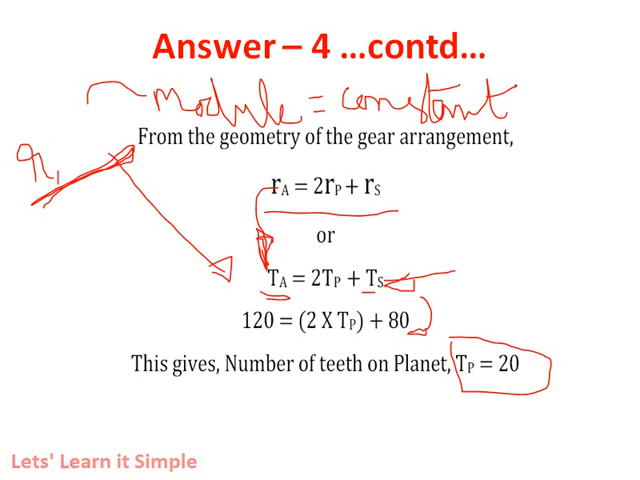 Answer – 4 ...contd...
module = constant
From the geometry of the gear arrangement,
r₁
rA = 2rP + rS
or
TA = 2TP + TS
120 = (2 X TP) + 80
This gives, Number of teeth on Planet, TP = 20
Lets' Learn it Simple